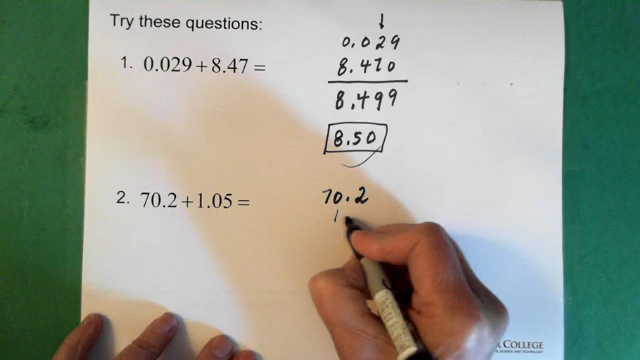 Try these questions:
1. 0.029 + 8.47 =
0.029
8.470
8.499
8.50
2. 70.2 + 1.05 =
70.2
1
COLLEGE